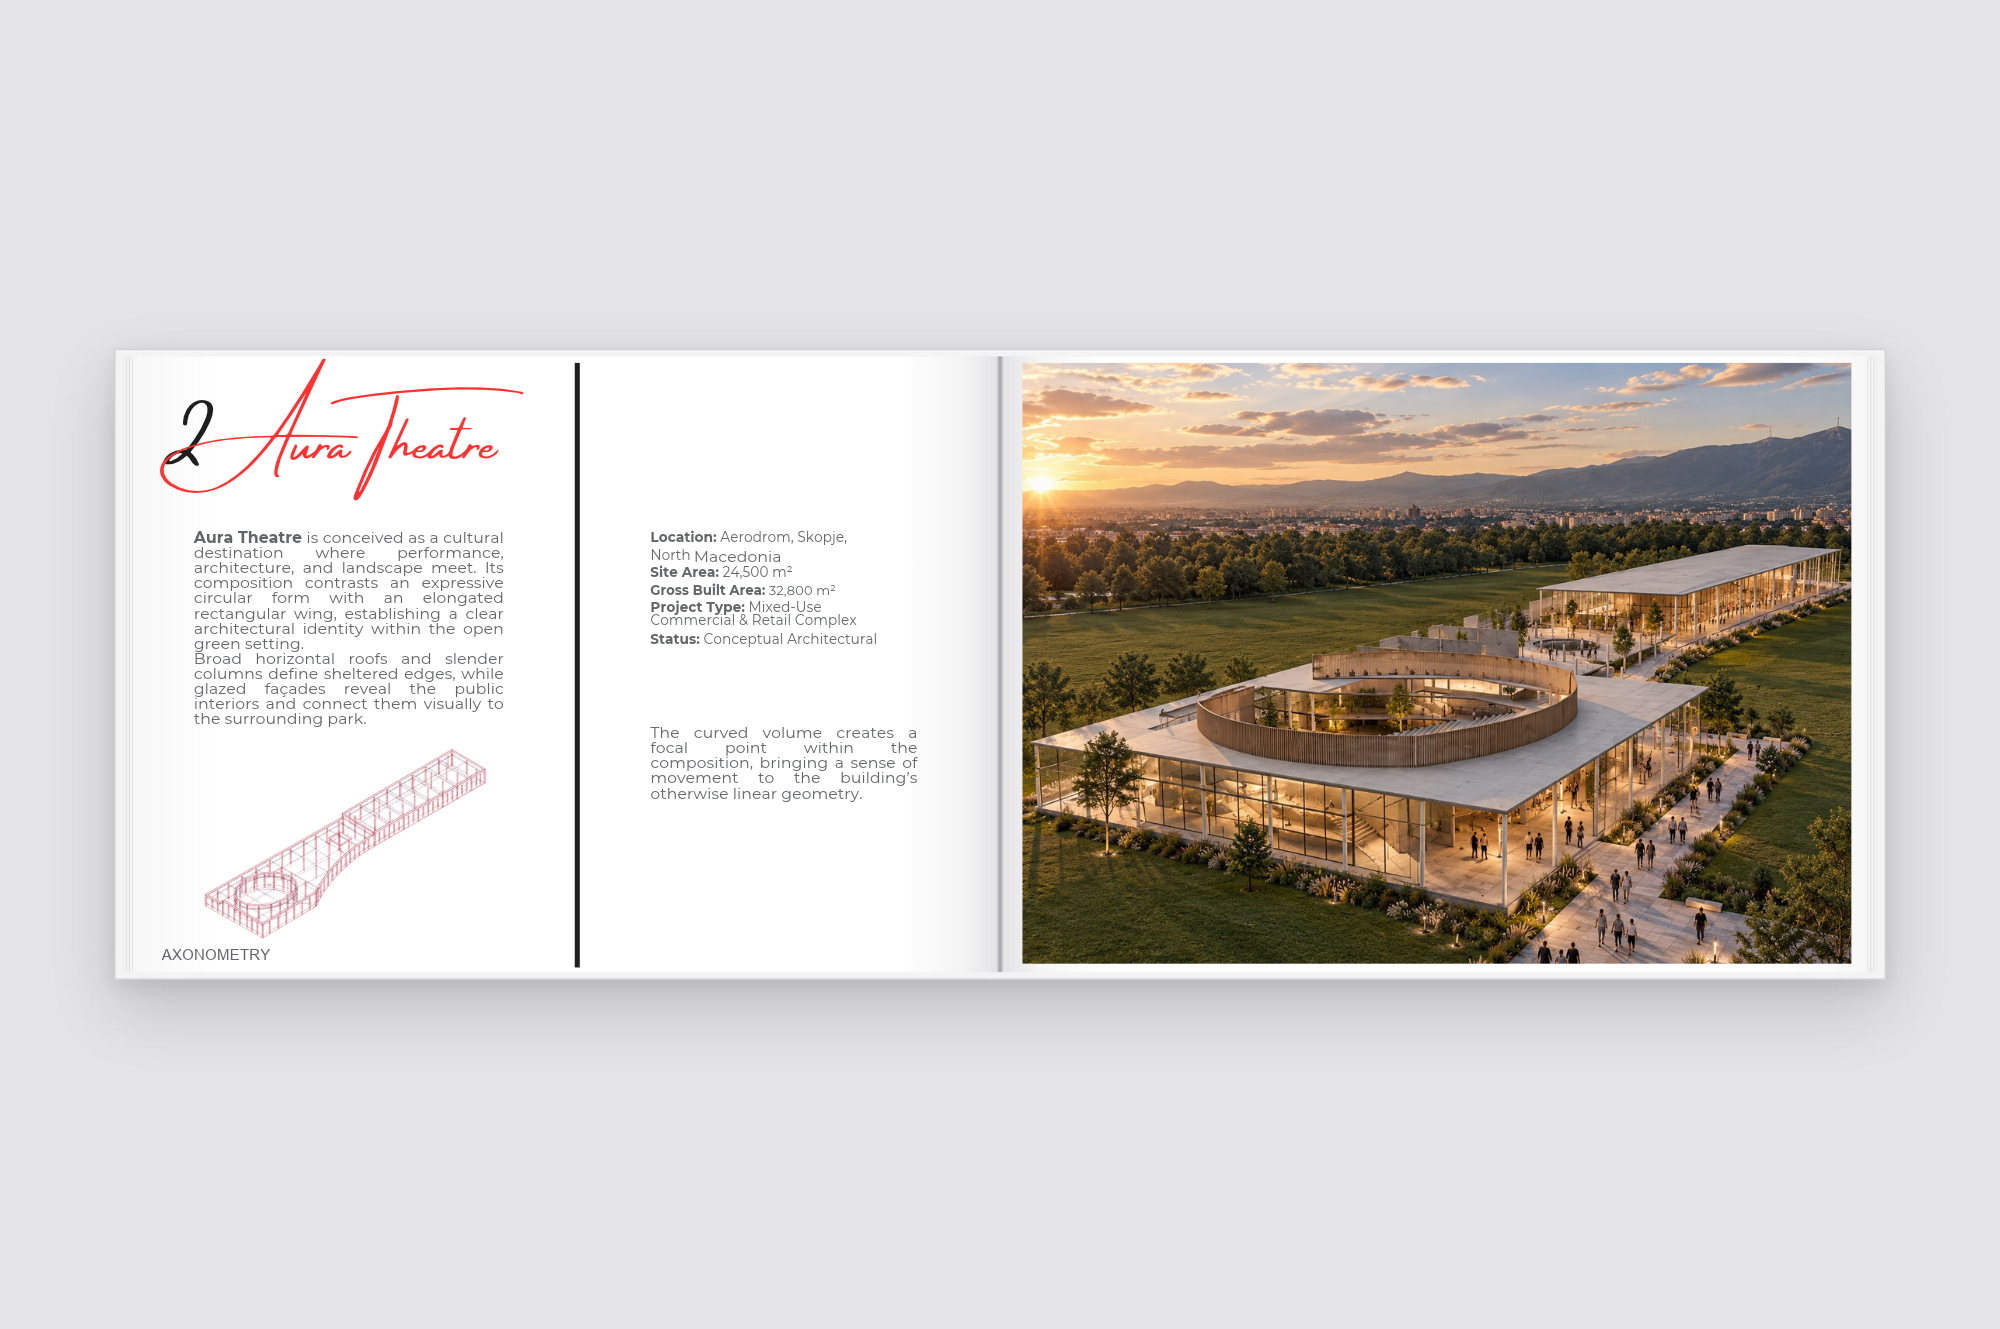 2 Aura Theatre
Aura Theatre is conceived as a cultural
destination where performance,
architecture, and landscape meet. Its
composition contrasts an expressive
circular form with an elongated
rectangular wing, establishing a clear
architectural identity within the open
green setting.
Broad horizontal roofs and slender
columns define sheltered edges, while
glazed façades reveal the public
interiors and connect them visually to
the surrounding park.
AXONOMETRY
Location: Aerodrom, Skopje,
North Macedonia
Site Area: 24,500 m²
Gross Built Area: 32,800 m²
Project Type: Mixed-Use
Commercial & Retail Complex
Status: Conceptual Architectural
The curved volume creates a
focal point within the
composition, bringing a sense of
movement to the building's
otherwise linear geometry.